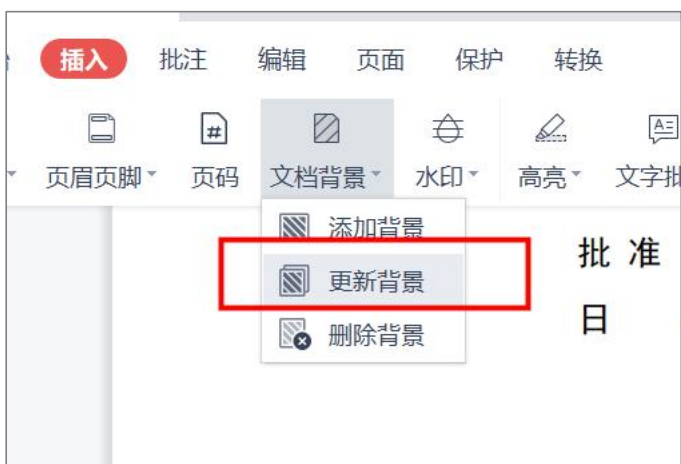 插入 批注 编辑 页面 保护 转换
页眉页脚 页码 文档背景 水印 高亮 文字批
添加背景
更新背景
删除背景
批 准
日